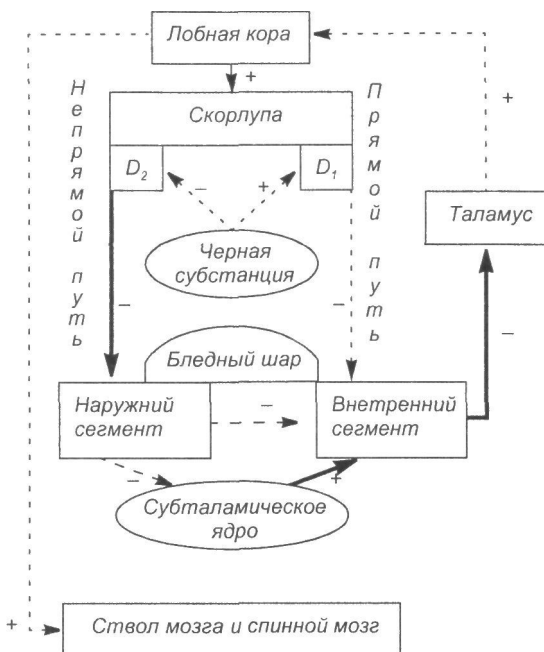 Лобная кора
+
Непрямой путь
Прямой путь
+
Скорлупа
D₂
D₁
–
+
Таламус
Черная
субстанция
–
–
–
Бледный шар
Наружний
сегмент
–
Внетренний
сегмент
–
+
Субталамическое
ядро
+
Ствол мозга и спинной мозг